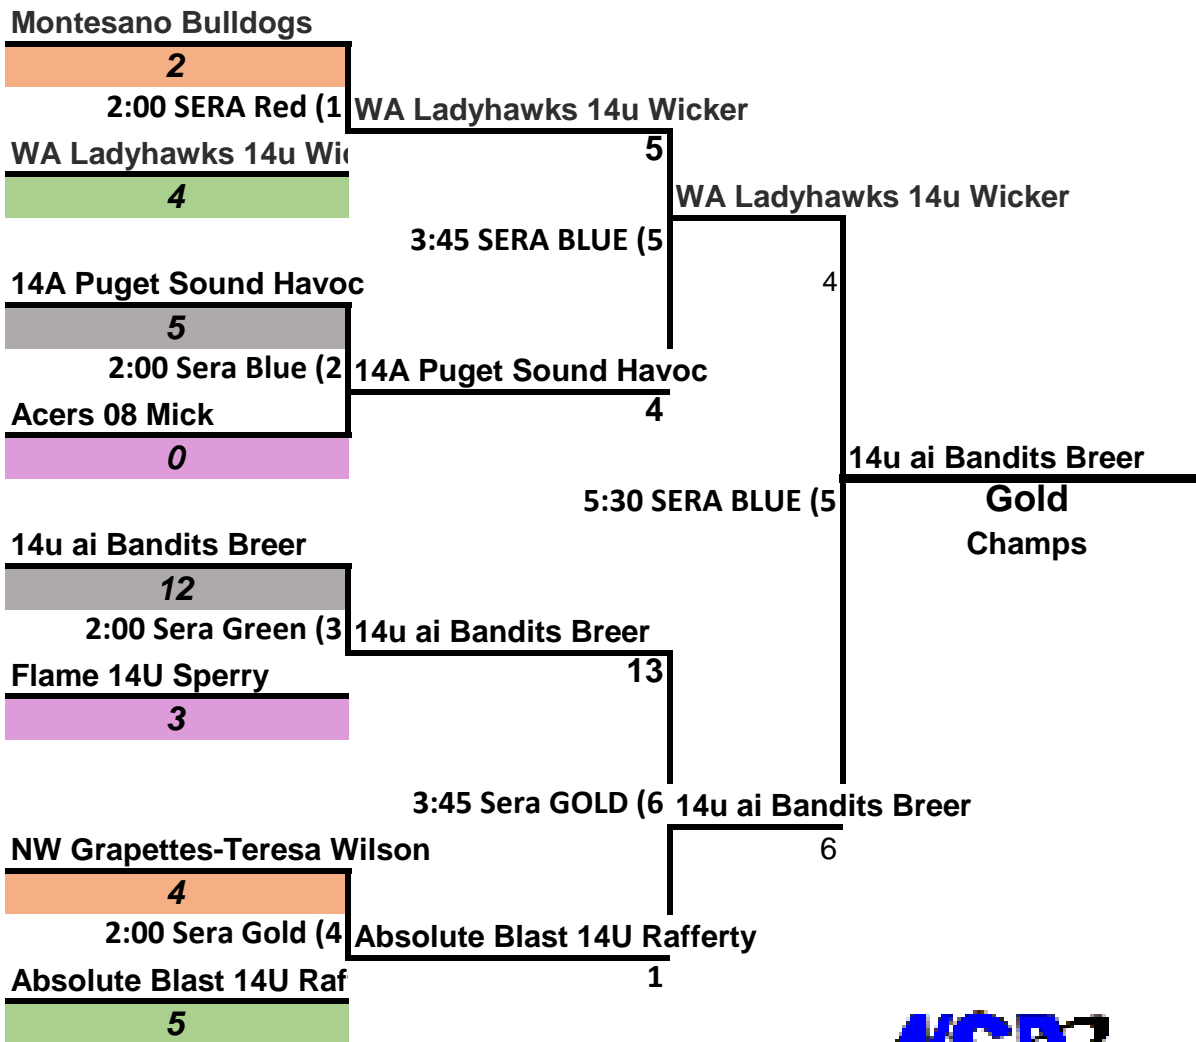 Montesano Bulldogs
2
2:00 SERA Red (1
WA Ladyhawks 14u Wicker
5
WA Ladyhawks 14u Wic
4
WA Ladyhawks 14u Wicker
3:45 SERA BLUE (5
4
14A Puget Sound Havoc
5
2:00 Sera Blue (2
14A Puget Sound Havoc
4
Acers 08 Mick
0
14u ai Bandits Breer
Gold
Champs
5:30 SERA BLUE (5
14u ai Bandits Breer
12
2:00 Sera Green (3
14u ai Bandits Breer
13
Flame 14U Sperry
3
3:45 Sera GOLD (6
14u ai Bandits Breer
6
NW Grapettes-Teresa Wilson
4
2:00 Sera Gold (4
Absolute Blast 14U Rafferty
1
Absolute Blast 14U Raf
5